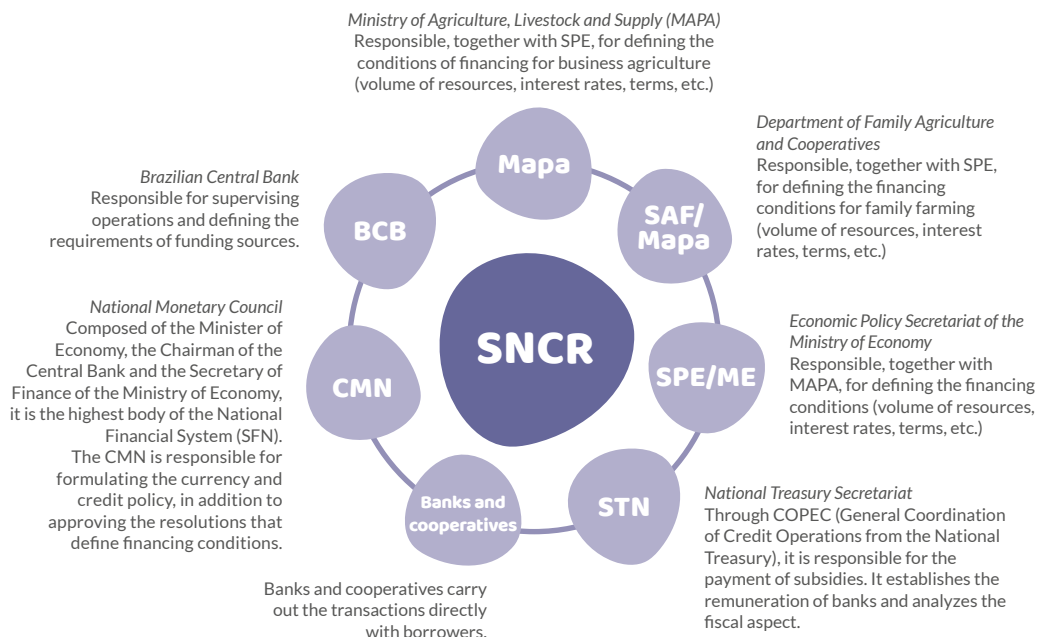 Ministry of Agriculture, Livestock and Supply (MAPA)
Responsible, together with SPE, for defining the
conditions of financing for business agriculture
(volume of resources, interest rates, terms, etc.)
Mapa
Department of Family Agriculture
and Cooperatives
Responsible, together with SPE,
for defining the financing
conditions for family farming
(volume of resources, interest
rates, terms, etc.)
SAF/
Mapa
Economic Policy Secretariat of the
Ministry of Economy
Responsible, together with
MAPA, for defining the financing
conditions (volume of resources,
interest rates, terms, etc.)
SPE/ME
National Treasury Secretariat
Through COPEC (General Coordination
of Credit Operations from the National
Treasury), it is responsible for the
payment of subsidies. It establishes the
remuneration of banks and analyzes the
fiscal aspect.
STN
Banks and
cooperatives
Banks and cooperatives carry
out the transactions directly
with borrowers.
National Monetary Council
Composed of the Minister of
Economy, the Chairman of the
Central Bank and the Secretary of
Finance of the Ministry of Economy,
it is the highest body of the National
Financial System (SFN).
The CMN is responsible for
formulating the currency and
credit policy, in addition to
approving the resolutions that
define financing conditions.
CMN
Brazilian Central Bank
Responsible for supervising
operations and defining the
requirements of funding sources.
BCB
SNCR